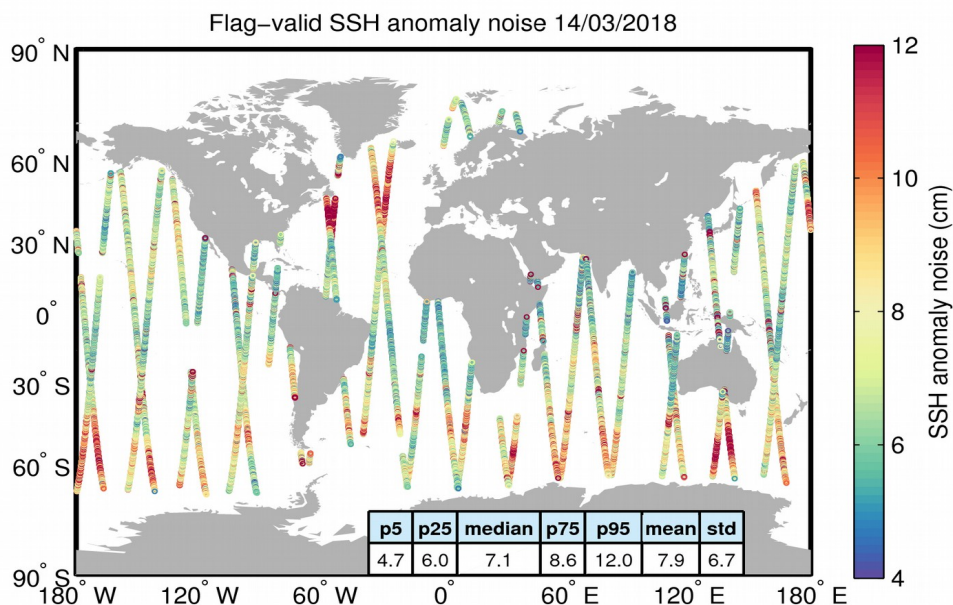 Flag−valid SSH anomaly noise 14/03/2018
90° N
60° N
30° N
0°
30° S
60° S
90° S
180° W
120° W
60° W
0°
60° E
120° E
180° E
p5 p25 median p75 p95 mean std
4.7 6.0 7.1 8.6 12.0 7.9 6.7
12
10
8
6
4
SSH anomaly noise (cm)